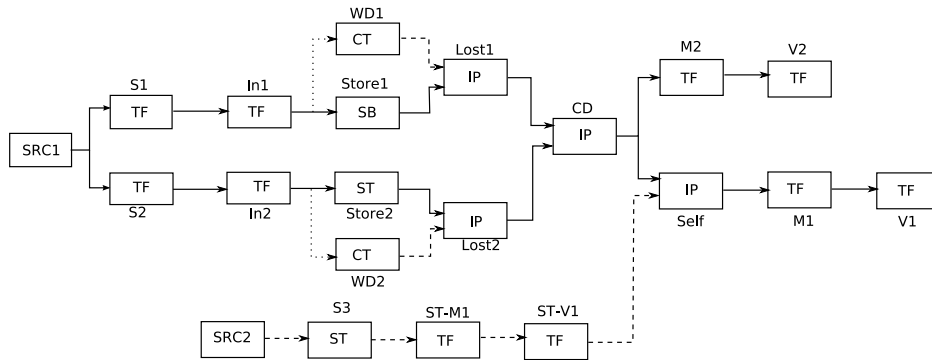 WD1
CT
Lost1
IP
M2
TF
V2
TF
S1
TF
In1
TF
Store1
SB
CD
IP
SRC1
TF
S2
TF
In2
ST
Store2
IP
Lost2
CT
WD2
IP
Self
TF
M1
TF
V1
S3
ST-M1
ST-V1
SRC2
ST
TF
TF